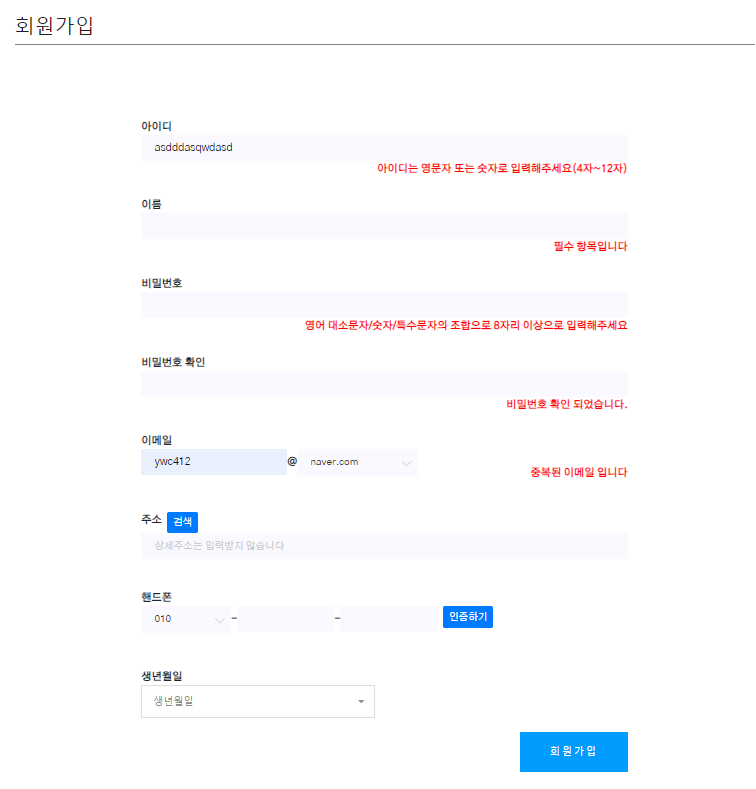 회원가입
아이디
asdddasqwdasd
아이디는 영문자 또는 숫자로 입력해주세요(4자~12자)
이름
필수 항목입니다
비밀번호
영어 대소문자/숫자/특수문자의 조합으로 8자리 이상으로 입력해주세요
비밀번호 확인
비밀번호 확인 되었습니다.
이메일
ywc412 @ naver.com
중복된 이메일 입니다
주소 검색
상세주소는 입력받지 않습니다
핸드폰
010 - - 인증하기
생년월일
생년월일
회원가입